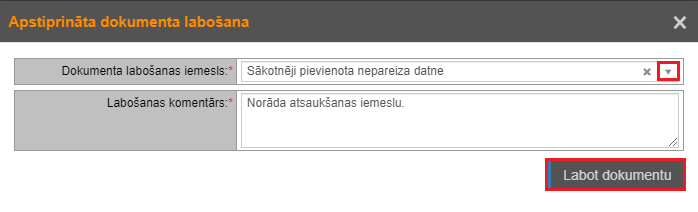 Apstiprināta dokumenta labošana
Dokumenta labošanas iemesls:* Sākotnēji pievienota nepareiza datne
Labošanas komentārs:* Norāda atsaukšanas iemeslu.
Labot dokumentu